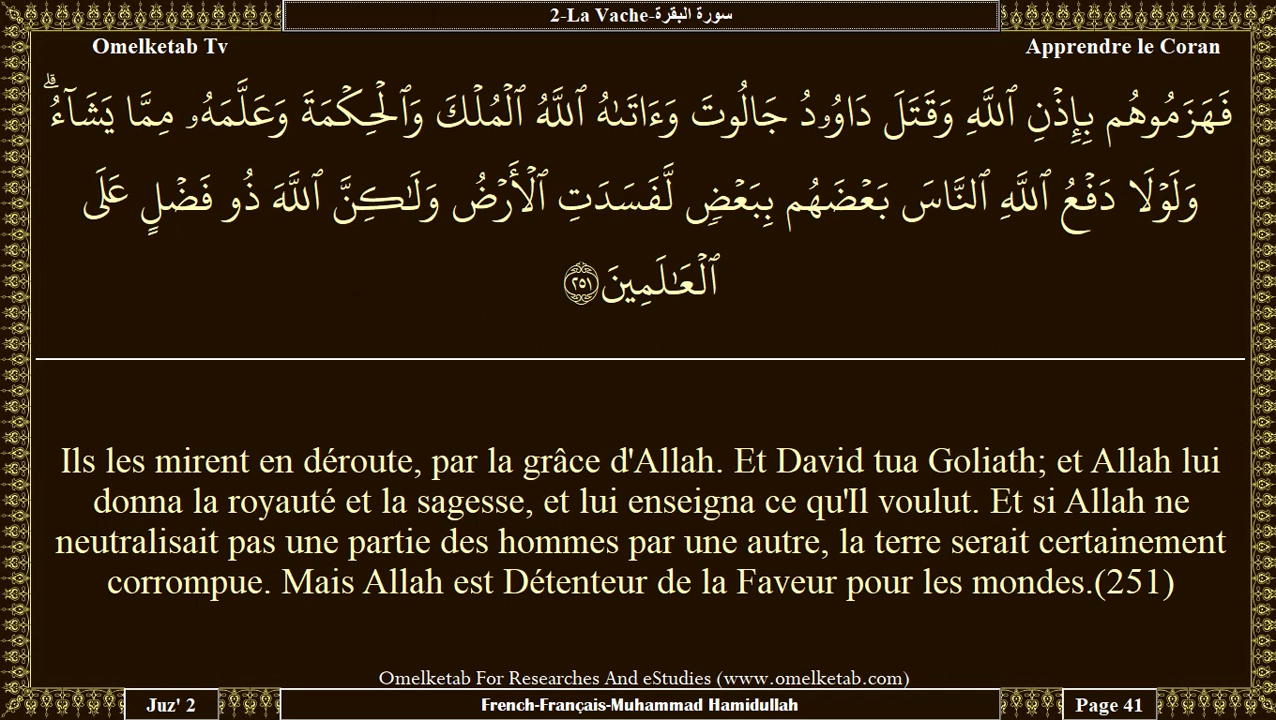 2-La Vache-سورة البقرة
Omelketab Tv
Apprendre le Coran
فَهَزَمُوهُم بِإِذْنِ ٱللَّهِ وَقَتَلَ دَاوُۥدُ جَالُوتَ وَءَاتَىٰهُ ٱللَّهُ ٱلْمُلْكَ وَٱلْحِكْمَةَ وَعَلَّمَهُۥ مِمَّا يَشَآءُ ۗ
وَلَوْلَا دَفْعُ ٱللَّهِ ٱلنَّاسَ بَعْضَهُم بِبَعْضٍ لَّفَسَدَتِ ٱلْأَرْضُ وَلَٰكِنَّ ٱللَّهَ ذُو فَضْلٍ عَلَى
ٱلْعَٰلَمِينَ ٢٥١
Ils les mirent en déroute, par la grâce d'Allah. Et David tua Goliath; et Allah lui
donna la royauté et la sagesse, et lui enseigna ce qu'Il voulut. Et si Allah ne
neutralisait pas une partie des hommes par une autre, la terre serait certainement
corrompue. Mais Allah est Détenteur de la Faveur pour les mondes.(251)
Omelketab For Researches And eStudies (www.omelketab.com)
Juz' 2
French-Français-Muhammad Hamidullah
Page 41